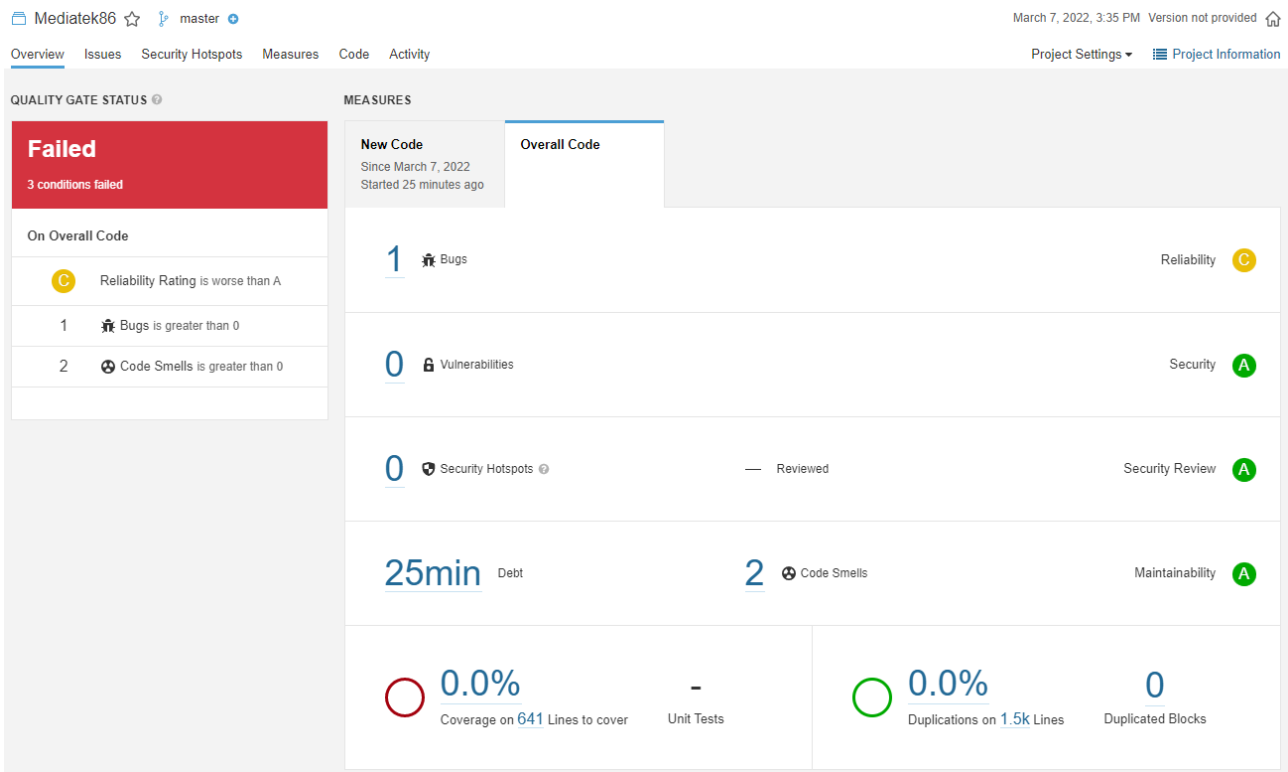 Mediatek86 master
March 7, 2022, 3:35 PM Version not provided
Overview Issues Security Hotspots Measures Code Activity
Project Settings Project Information
QUALITY GATE STATUS ?
Failed
3 conditions failed
On Overall Code
C Reliability Rating is worse than A
1 Bugs is greater than 0
2 Code Smells is greater than 0
MEASURES
New Code
Since March 7, 2022
Started 25 minutes ago
Overall Code
1 Bugs Reliability C
0 Vulnerabilities Security A
0 Security Hotspots ? — Reviewed Security Review A
25min Debt 2 Code Smells Maintainability A
0.0% -
Coverage on 641 Lines to cover Unit Tests
0.0% 0
Duplications on 1.5k Lines Duplicated Blocks